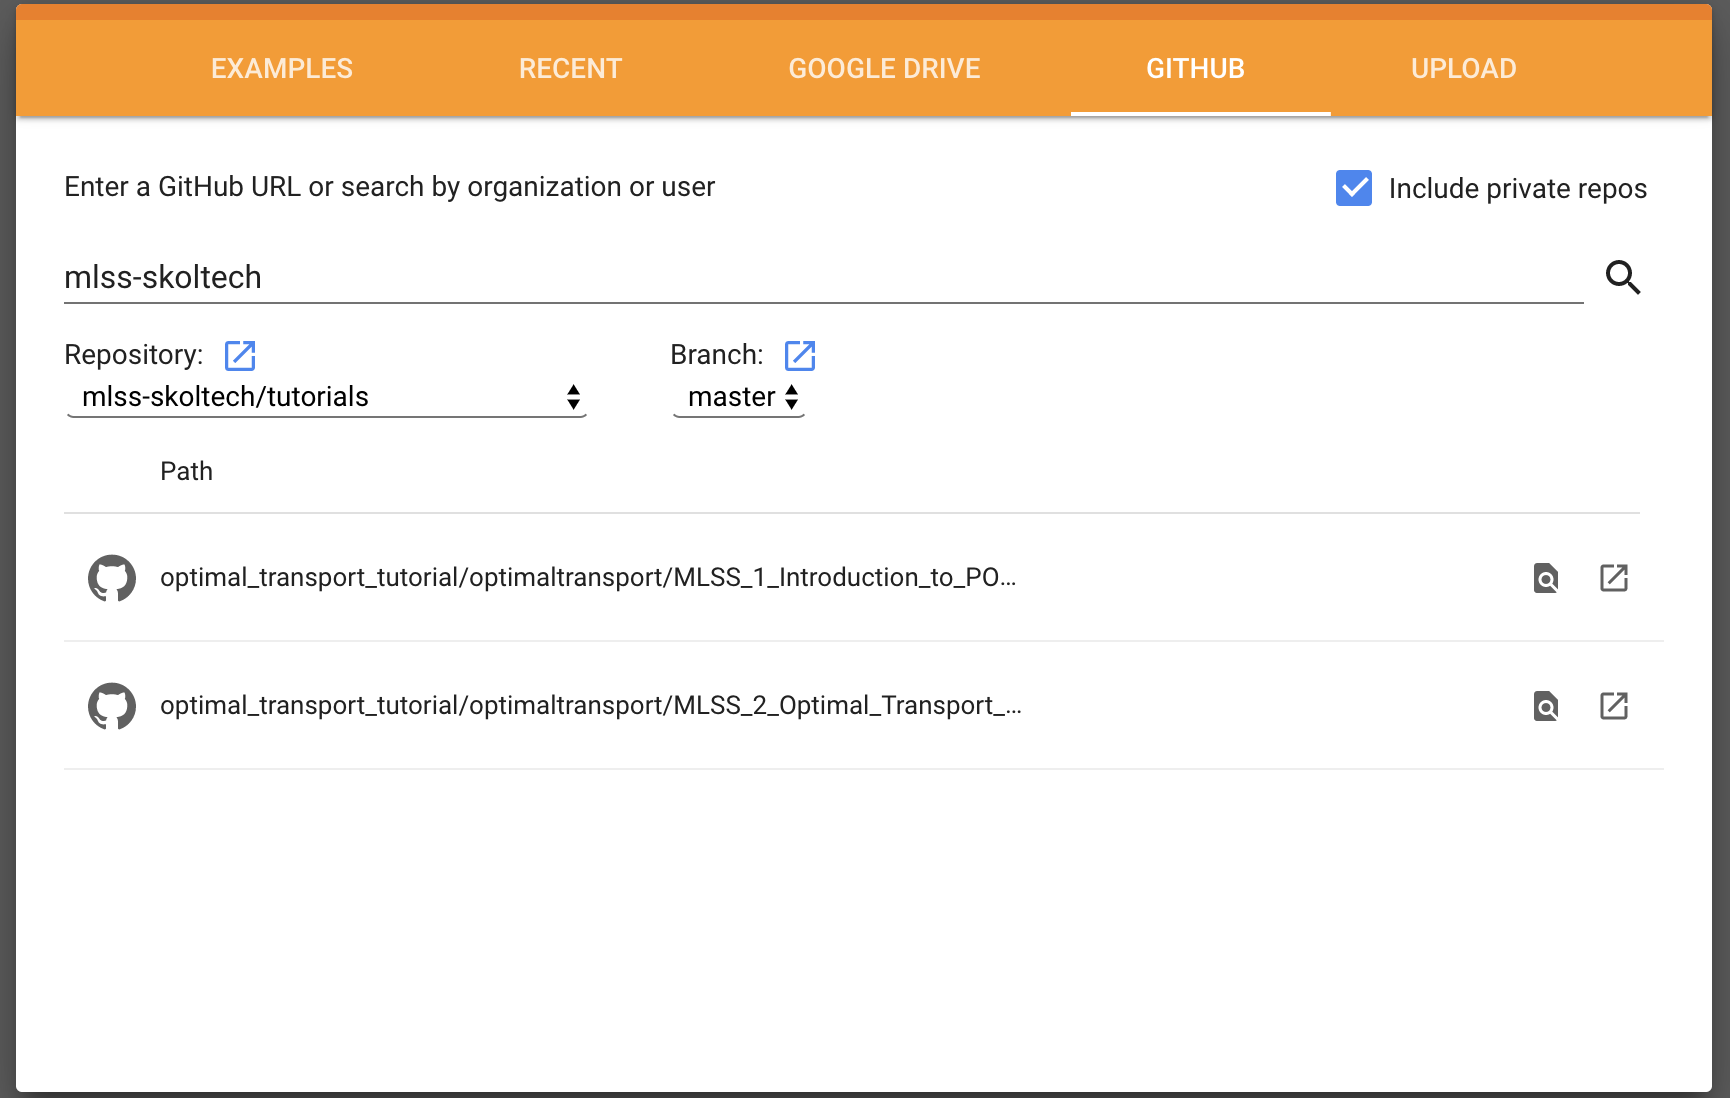 EXAMPLES RECENT GOOGLE DRIVE GITHUB UPLOAD
Enter a GitHub URL or search by organization or user Include private repos
mlss-skoltech
Repository: Branch:
mlss-skoltech/tutorials master
Path
optimal_transport_tutorial/optimaltransport/MLSS_1_Introduction_to_PO...
optimal_transport_tutorial/optimaltransport/MLSS_2_Optimal_Transport_...